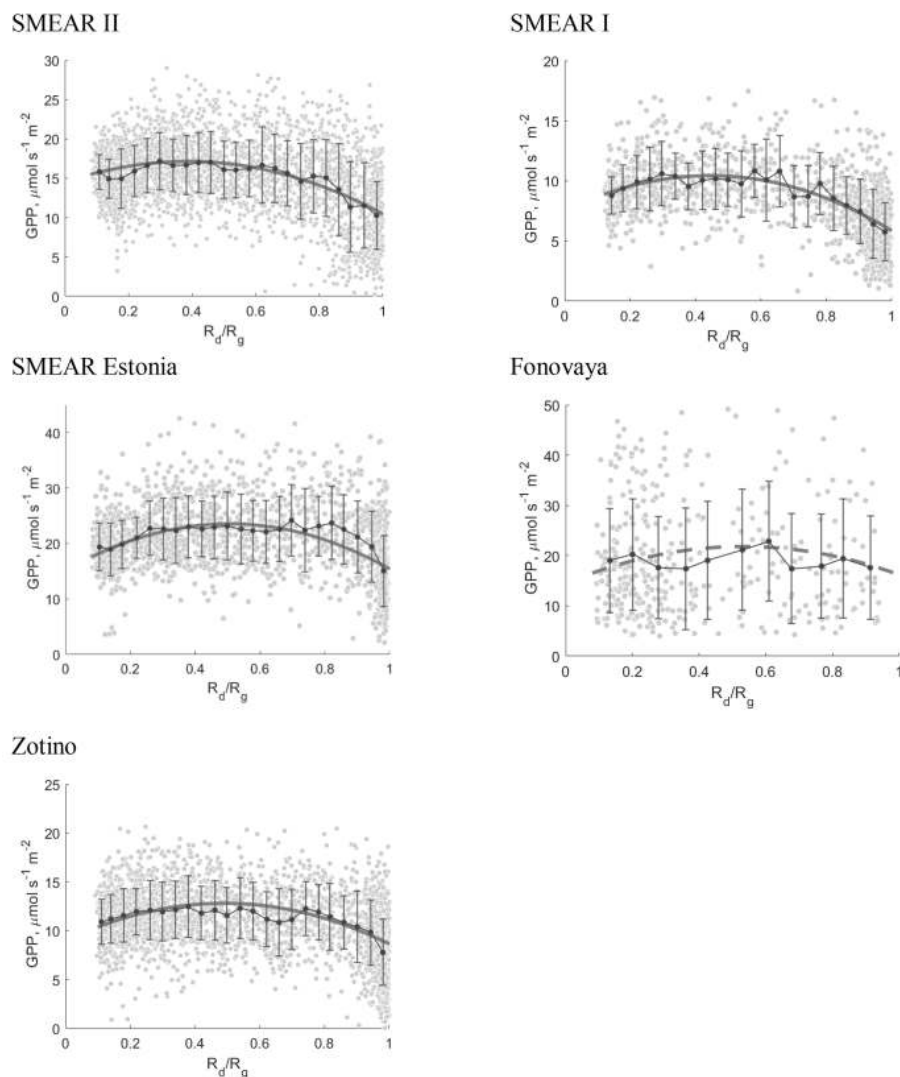 SMEAR II
SMEAR I
30
25
20
15
10
5
0
GPP, μmol s⁻¹ m⁻²
0 0.2 0.4 0.6 0.8 1
R_d/R_g
20
15
10
5
0
GPP, μmol s⁻¹ m⁻²
0 0.2 0.4 0.6 0.8 1
R_d/R_g
SMEAR Estonia
Fonovaya
40
30
20
10
0
GPP, μmol s⁻¹ m⁻²
0 0.2 0.4 0.6 0.8 1
R_d/R_g
50
40
30
20
10
0
GPP, μmol s⁻¹ m⁻²
0 0.2 0.4 0.6 0.8 1
R_d/R_g
Zotino
25
20
15
10
5
0
GPP, μmol s⁻¹ m⁻²
0 0.2 0.4 0.6 0.8 1
R_d/R_g